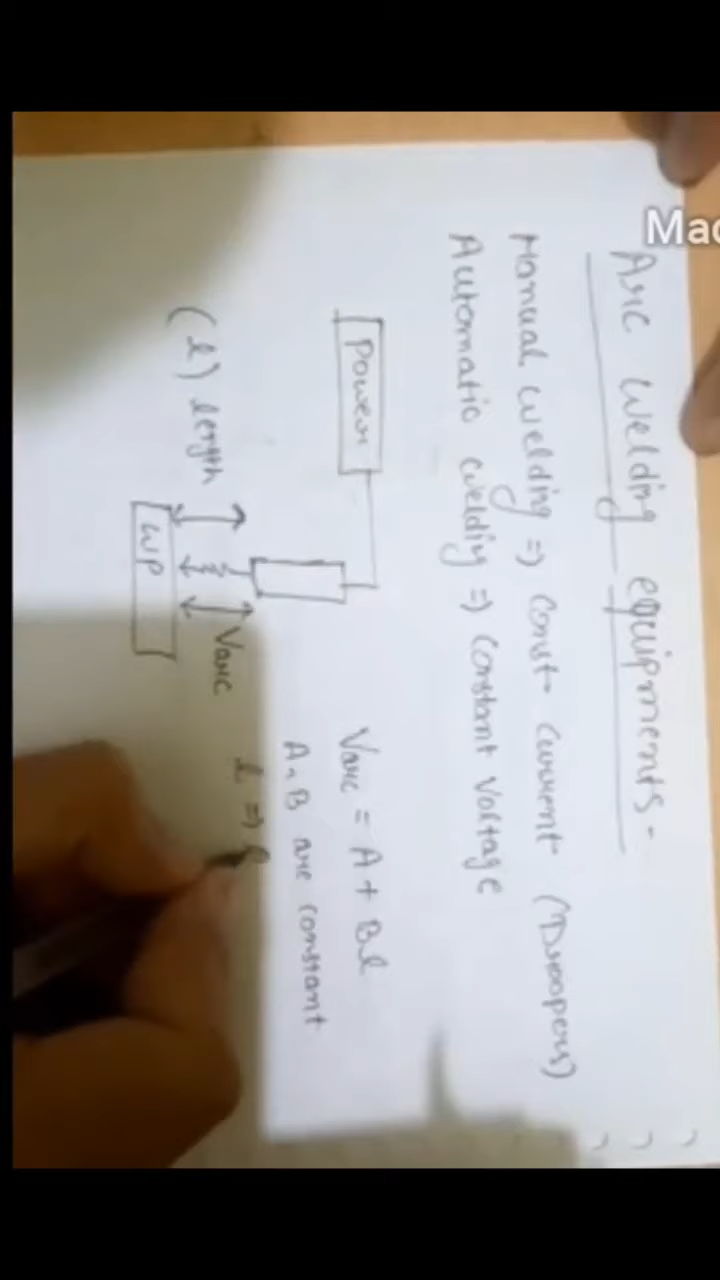 Mac
Arc welding equipments-
Manual welding => const- current- (Droopers)
Automatic weldiy => constant voltage
Power
Varc = A + Bl
A, B are constant
(l) length
Varc
l =>
WP